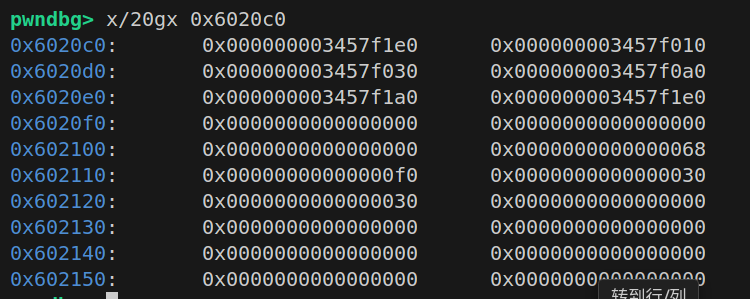 pwndbg> x/20gx 0x6020c0
0x6020c0: 0x000000003457f1e0 0x000000003457f010
0x6020d0: 0x000000003457f030 0x000000003457f0a0
0x6020e0: 0x000000003457f1a0 0x000000003457f1e0
0x6020f0: 0x0000000000000000 0x0000000000000000
0x602100: 0x0000000000000000 0x0000000000000068
0x602110: 0x00000000000000f0 0x0000000000000030
0x602120: 0x0000000000000030 0x0000000000000000
0x602130: 0x0000000000000000 0x0000000000000000
0x602140: 0x0000000000000000 0x0000000000000000
0x602150: 0x0000000000000000 0x0000000000000000
转到行/列